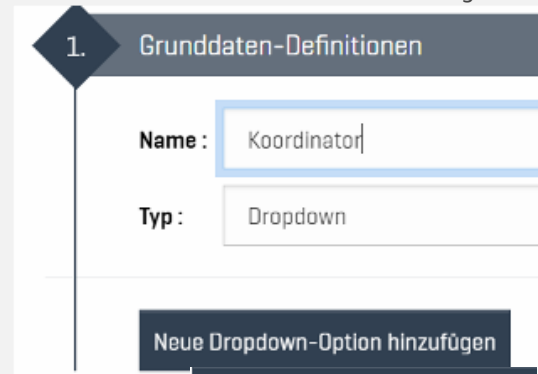 1. Grunddaten-Definitionen
Name : Koordinator
Typ : Dropdown
Neue Dropdown-Option hinzufügen